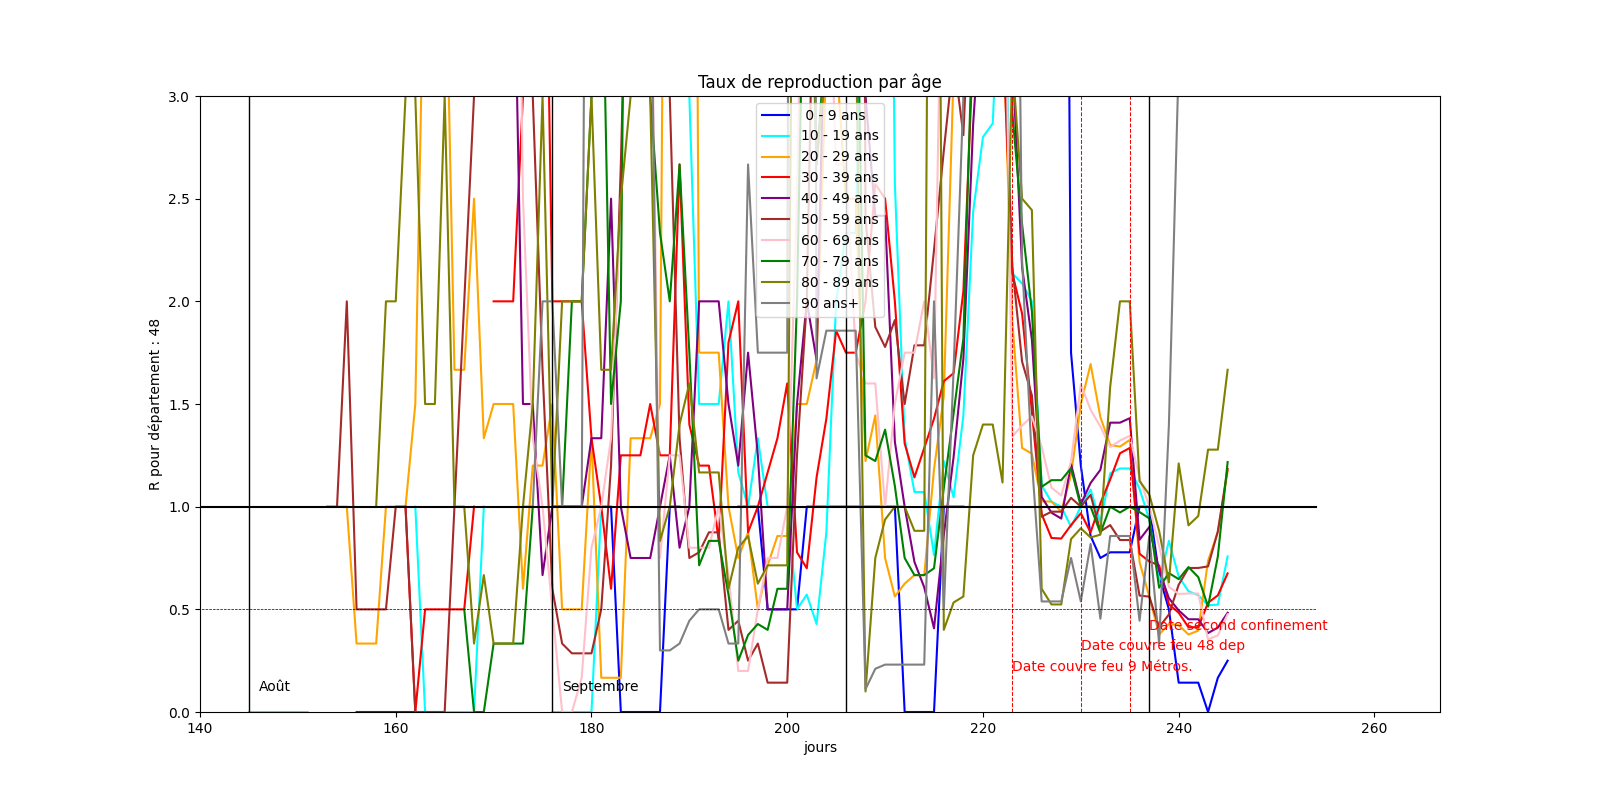 Taux de reproduction par âge
3.0
2.5
2.0
1.5
1.0
0.5
0.0
R pour département : 48
0 - 9 ans
10 - 19 ans
20 - 29 ans
30 - 39 ans
40 - 49 ans
50 - 59 ans
60 - 69 ans
70 - 79 ans
80 - 89 ans
90 ans+
Date second confinement
Date couvre feu 48 dep
Date couvre feu 9 Métros.
Août
Septembre
140 160 180 200 220 240 260
jours